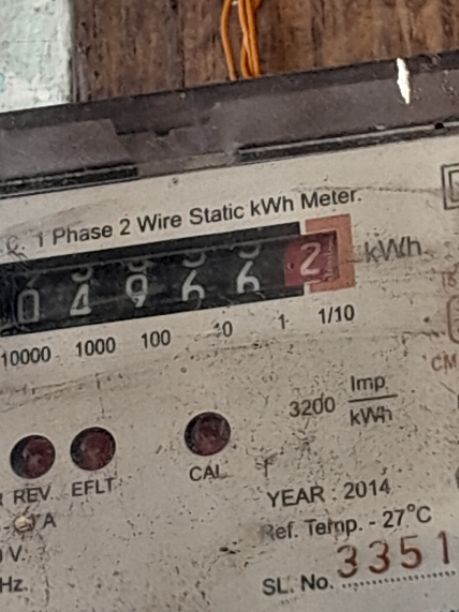 C. 1 Phase 2 Wire Static kWh Meter.
0 4 9 6 6 2 kWh
10000 1000 100 10 1 1/10
3200 Imp/kWh
REV EFLT CAL
YEAR : 2014
A
Ref. Temp. - 27°C
V.
Hz.
SL. No. 3351